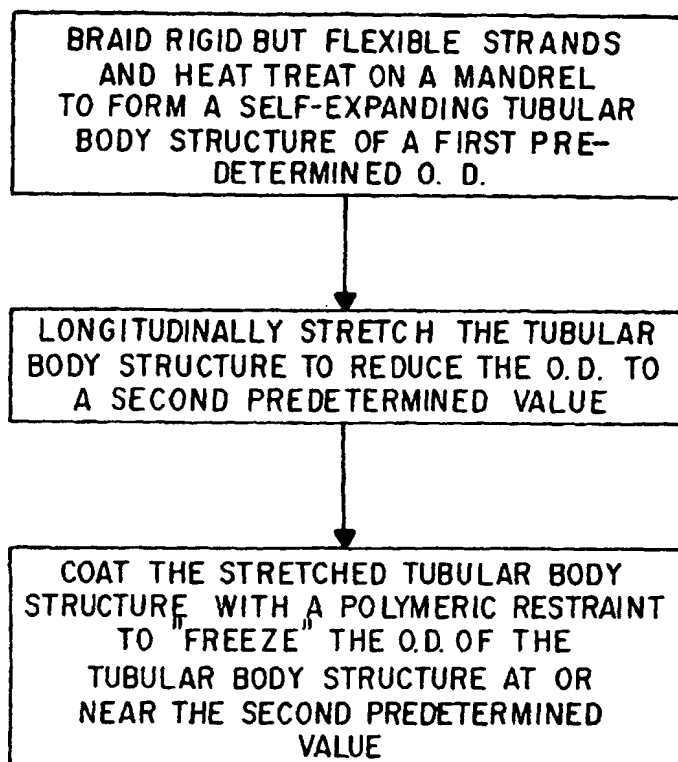 BRAID RIGID BUT FLEXIBLE STRANDS
AND HEAT TREAT ON A MANDREL
TO FORM A SELF-EXPANDING TUBULAR
BODY STRUCTURE OF A FIRST PRE-
DETERMINED O. D.
LONGITUDINALLY STRETCH THE TUBULAR
BODY STRUCTURE TO REDUCE THE O.D. TO
A SECOND PREDETERMINED VALUE
COAT THE STRETCHED TUBULAR BODY
STRUCTURE WITH A POLYMERIC RESTRAINT
TO "FREEZE" THE O.D. OF THE
TUBULAR BODY STRUCTURE AT OR
NEAR THE SECOND PREDETERMINED
VALUE